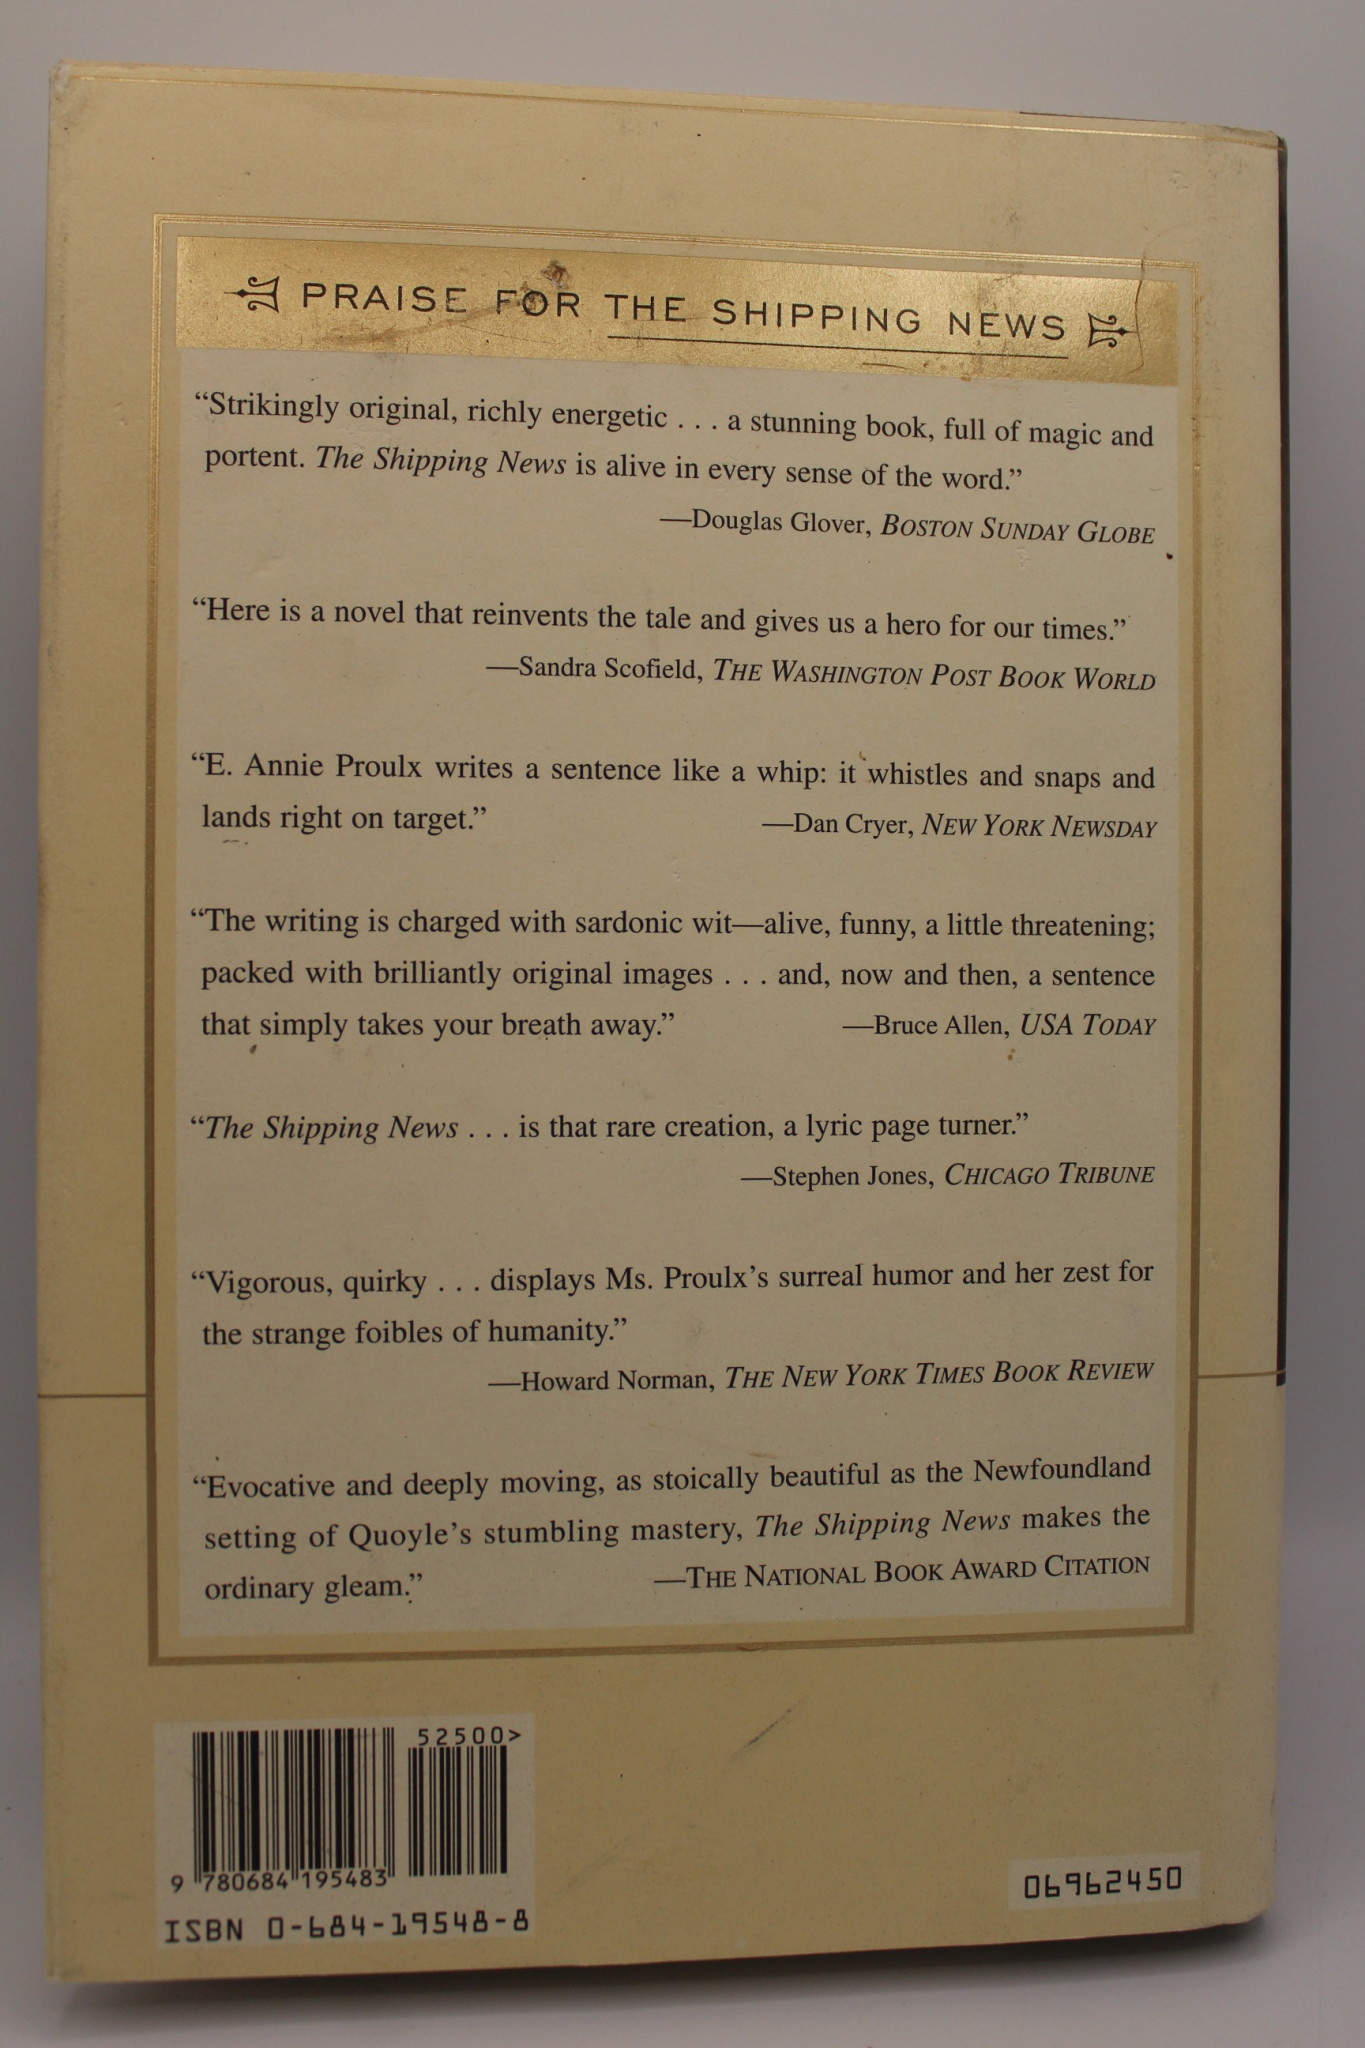 PRAISE FOR THE SHIPPING NEWS
“Strikingly original, richly energetic . . . a stunning book, full of magic and
portent. The Shipping News is alive in every sense of the word.”
—Douglas Glover, BOSTON SUNDAY GLOBE
“Here is a novel that reinvents the tale and gives us a hero for our times.”
—Sandra Scofield, THE WASHINGTON POST BOOK WORLD
“E. Annie Proulx writes a sentence like a whip: it whistles and snaps and
lands right on target.” —Dan Cryer, NEW YORK NEWSDAY
“The writing is charged with sardonic wit—alive, funny, a little threatening;
packed with brilliantly original images . . . and, now and then, a sentence
that simply takes your breath away.” —Bruce Allen, USA TODAY
“The Shipping News . . . is that rare creation, a lyric page turner.”
—Stephen Jones, CHICAGO TRIBUNE
“Vigorous, quirky . . . displays Ms. Proulx’s surreal humor and her zest for
the strange foibles of humanity.”
—Howard Norman, THE NEW YORK TIMES BOOK REVIEW
“Evocative and deeply moving, as stoically beautiful as the Newfoundland
setting of Quoyle’s stumbling mastery, The Shipping News makes the
ordinary gleam.” —THE NATIONAL BOOK AWARD CITATION
52500>
9 780684 195483
ISBN 0-684-19548-8
06962450